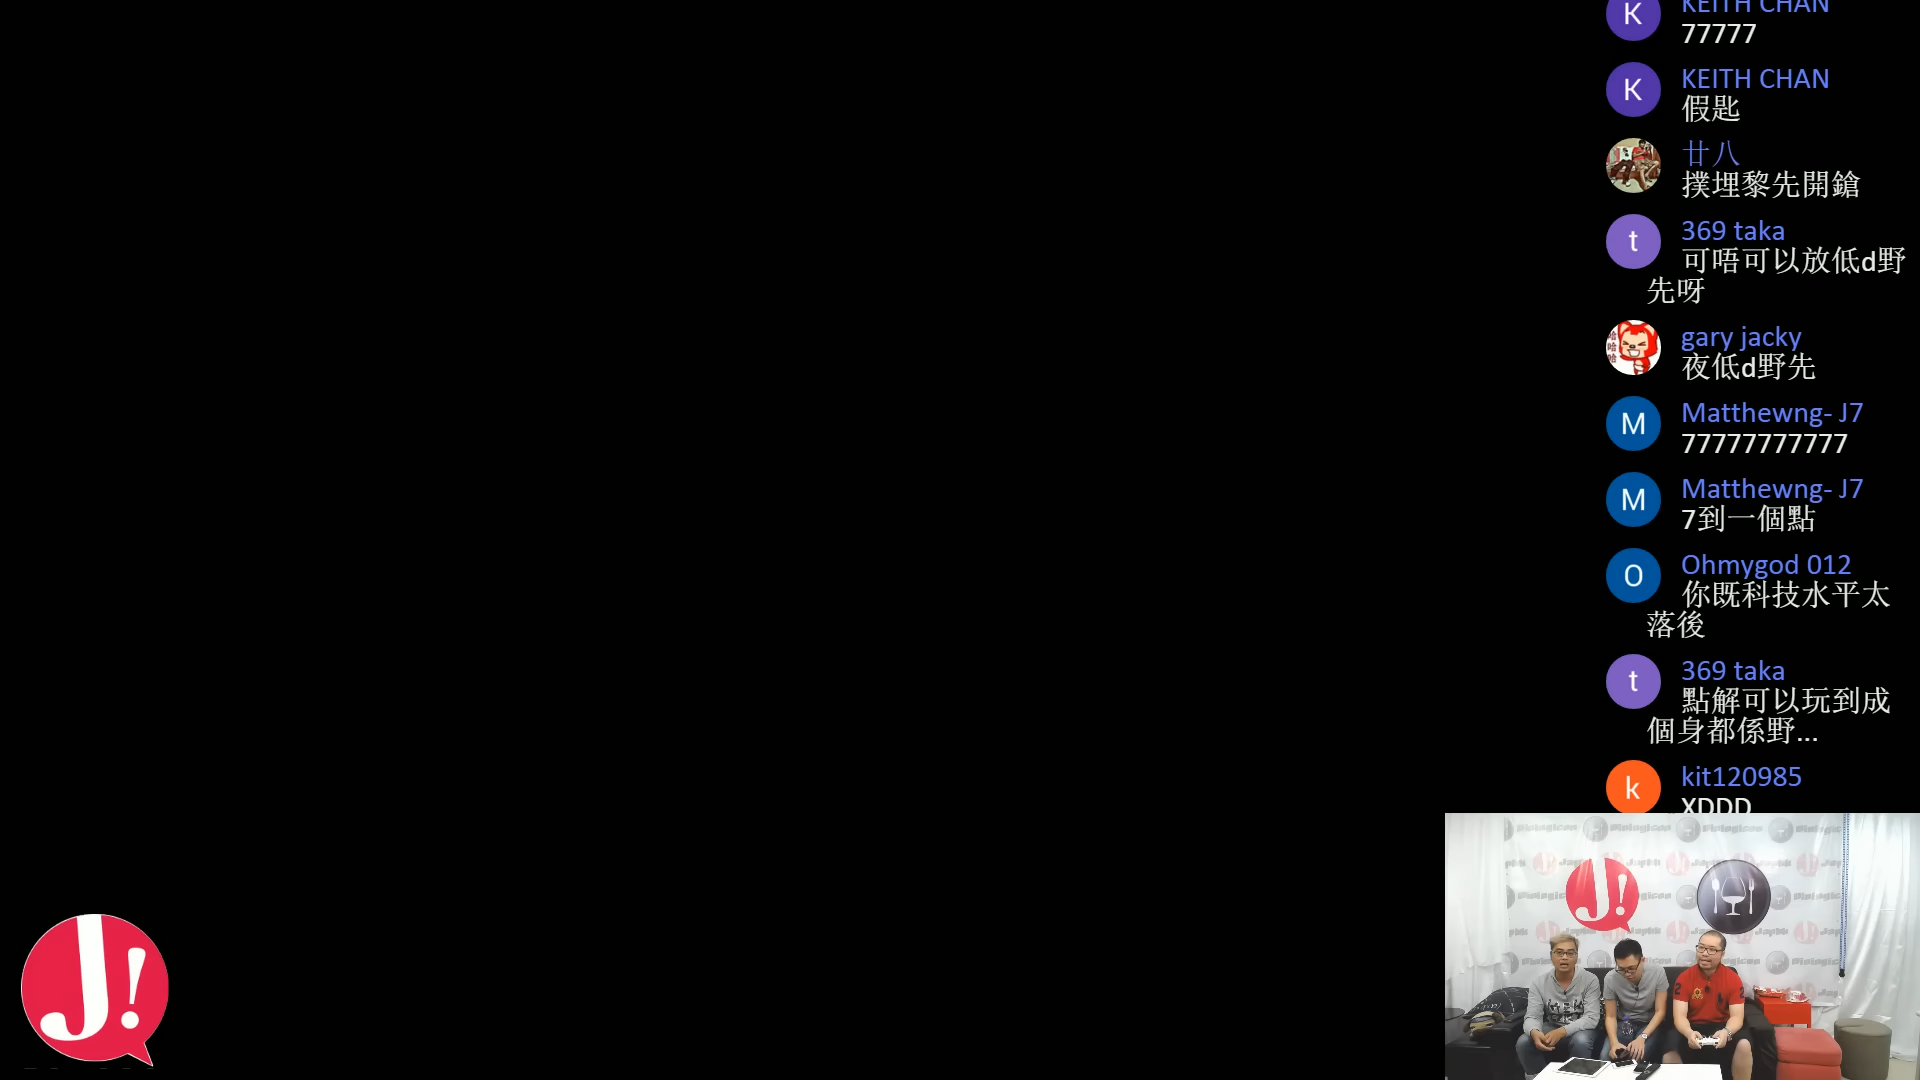 KEITH CHAN
77777
K
KEITH CHAN
假匙
廿八
撲埋黎先開鎗
t
369 taka
可唔可以放低d野
先呀
gary jacky
夜低d野先
M
Matthewng- J7
77777777777
M
Matthewng- J7
7到一個點
O
Ohmygod 012
你既科技水平太
落後
t
369 taka
點解可以玩到成
個身都係野...
k
kit120985
XDDD
J!
J!